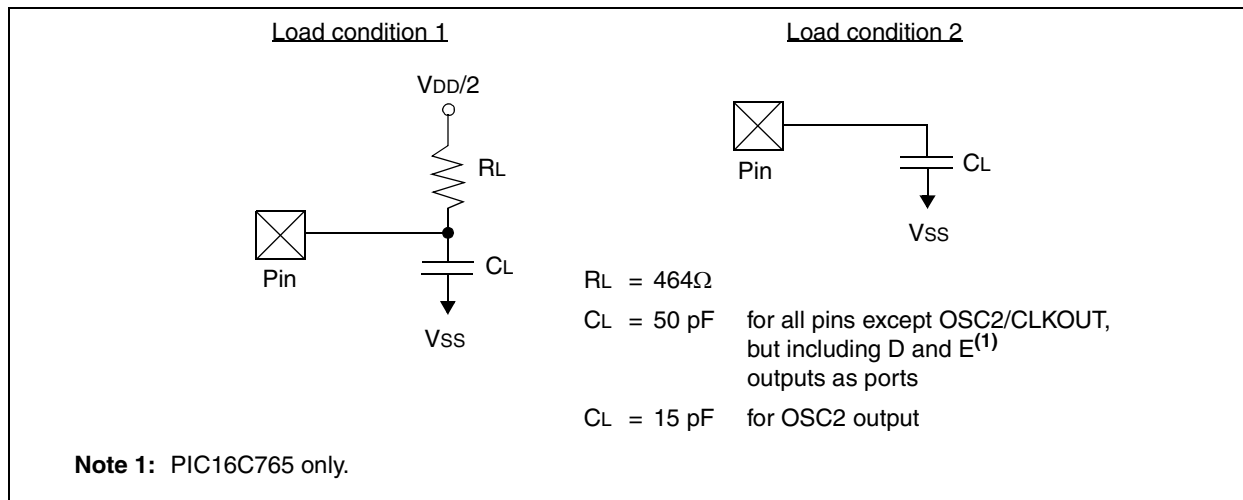 Load condition 1
VDD/2
RL
Pin
CL
VSS
Load condition 2
Pin
CL
VSS
RL = 464Ω
CL = 50 pF for all pins except OSC2/CLKOUT,
but including D and E(1)
outputs as ports
CL = 15 pF for OSC2 output
Note 1: PIC16C765 only.